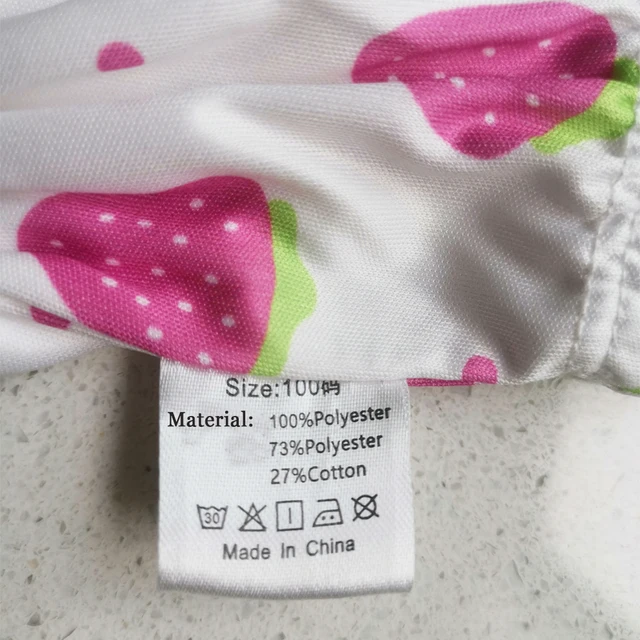 Size:100码
Material: 100%Polyester
73%Polyester
27%Cotton
30
Made In China